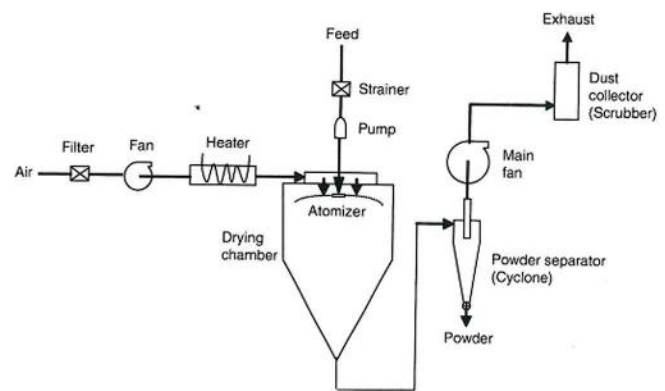 Feed
Strainer
Pump
Exhaust
Dust
collector
(Scrubber)
Filter
Fan
Heater
Air
Main
fan
Atomizer
Drying
chamber
Powder separator
(Cyclone)
Powder